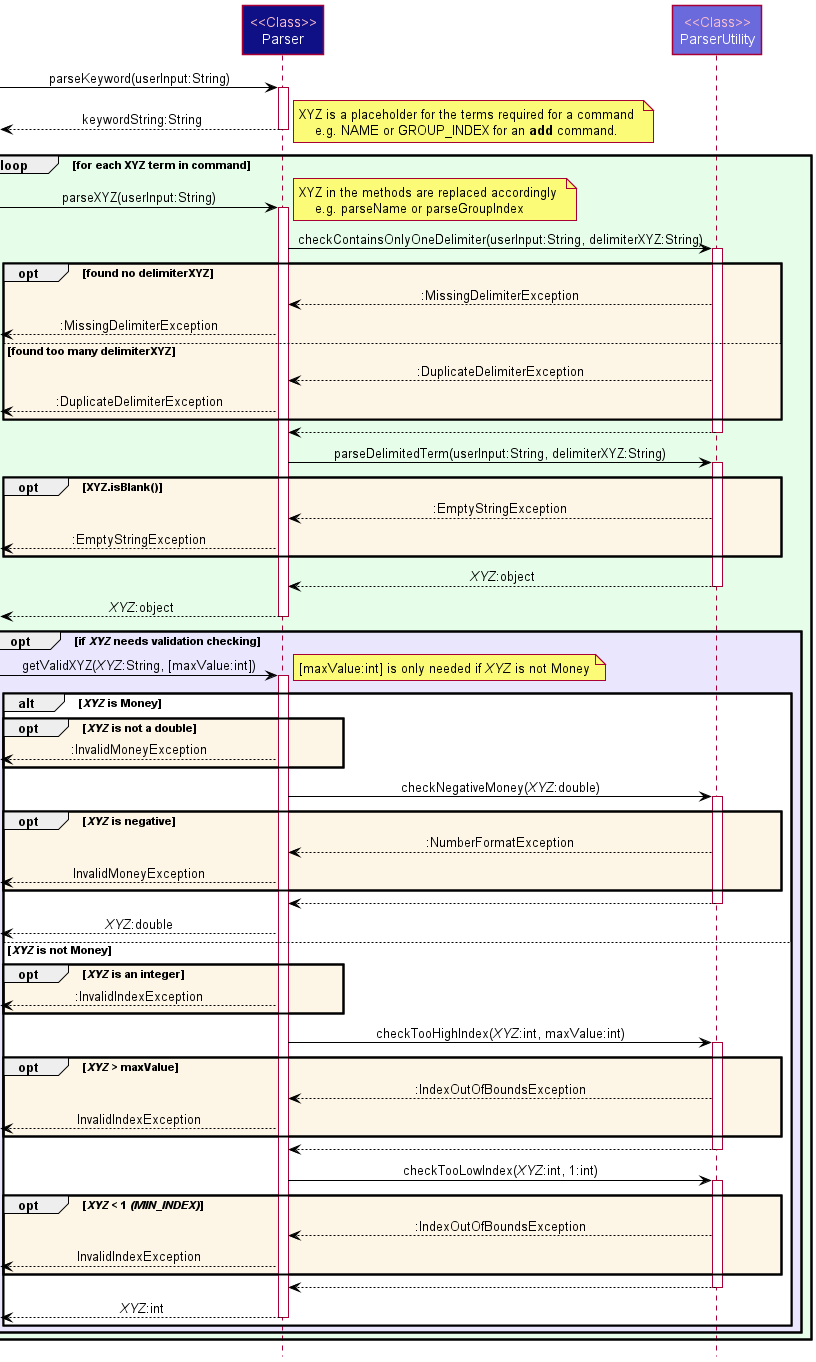 <<Class>>
Parser
<<Class>>
ParserUtility
parseKeyword(userInput:String)
keywordString:String
XYZ is a placeholder for the terms required for a command
e.g. NAME or GROUP_INDEX for an add command.
loop [for each XYZ term in command]
parseXYZ(userInput:String)
XYZ in the methods are replaced accordingly
e.g. parseName or parseGroupIndex
checkContainsOnlyOneDelimiter(userInput:String, delimiterXYZ:String)
opt [found no delimiterXYZ]
:MissingDelimiterException
:MissingDelimiterException
[found too many delimiterXYZ]
:DuplicateDelimiterException
:DuplicateDelimiterException
parseDelimitedTerm(userInput:String, delimiterXYZ:String)
opt [XYZ.isBlank()]
:EmptyStringException
:EmptyStringException
XYZ:object
XYZ:object
opt [if XYZ needs validation checking]
getValidXYZ(XYZ:String, [maxValue:int])
[maxValue:int] is only needed if XYZ is not Money
alt [XYZ is Money]
opt [XYZ is not a double]
:InvalidMoneyException
checkNegativeMoney(XYZ:double)
opt [XYZ is negative]
:NumberFormatException
InvalidMoneyException
XYZ:double
[XYZ is not Money]
opt [XYZ is an integer]
:InvalidIndexException
checkTooHighIndex(XYZ:int, maxValue:int)
opt [XYZ > maxValue]
:IndexOutOfBoundsException
InvalidIndexException
checkTooLowIndex(XYZ:int, 1:int)
opt [XYZ < 1 (MIN_INDEX)]
:IndexOutOfBoundsException
InvalidIndexException
XYZ:int